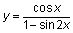 y = cos x / (1 − sin 2x)